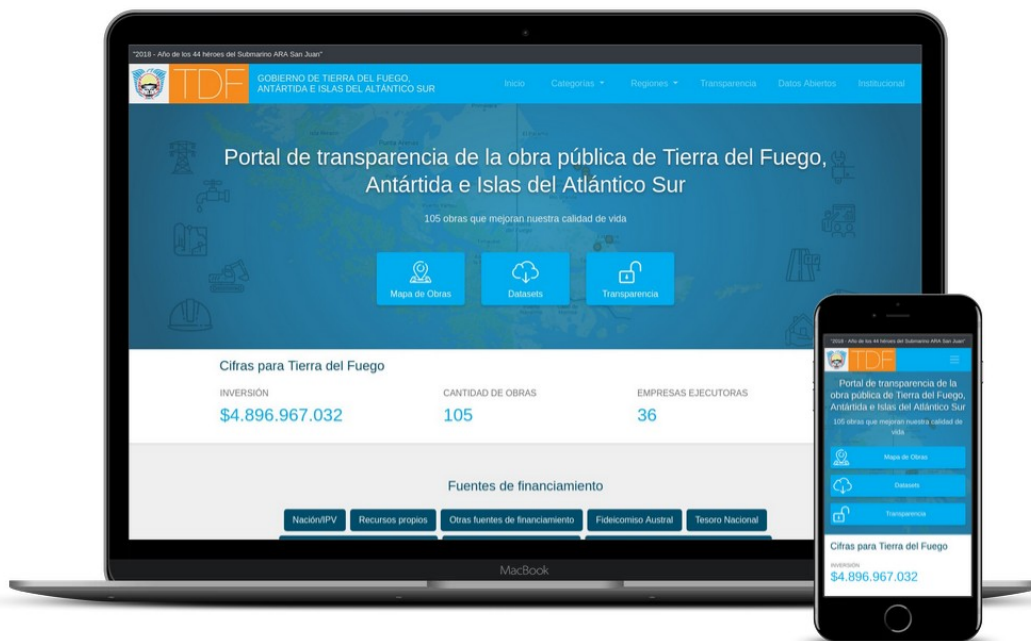 "2018 - Año de los 44 héroes del Submarino ARA San Juan"
TDF
GOBIERNO DE TIERRA DEL FUEGO,
ANTÁRTIDA E ISLAS DEL ALTÁNTICO SUR
Inicio Categorías Regiones Transparencia Datos Abiertos Institucional
Portal de transparencia de la obra pública de Tierra del Fuego,
Antártida e Islas del Atlántico Sur
105 obras que mejoran nuestra calidad de vida
Mapa de Obras Datasets Transparencia
Cifras para Tierra del Fuego
INVERSIÓN CANTIDAD DE OBRAS EMPRESAS EJECUTORAS
$4.896.967.032 105 36
Fuentes de financiamiento
Nación/IPV Recursos propios Otras fuentes de financiamiento Fideicomiso Austral Tesoro Nacional
MacBook
"2018 - Año de los 44 héroes del Submarino ARA San Juan"
TDF
Portal de transparencia de la
obra pública de Tierra del Fuego,
Antártida e Islas del Atlántico Sur
105 obras que mejoran nuestra calidad de
vida
Mapa de Obras
Datasets
Transparencia
Cifras para Tierra del Fuego
INVERSIÓN
$4.896.967.032